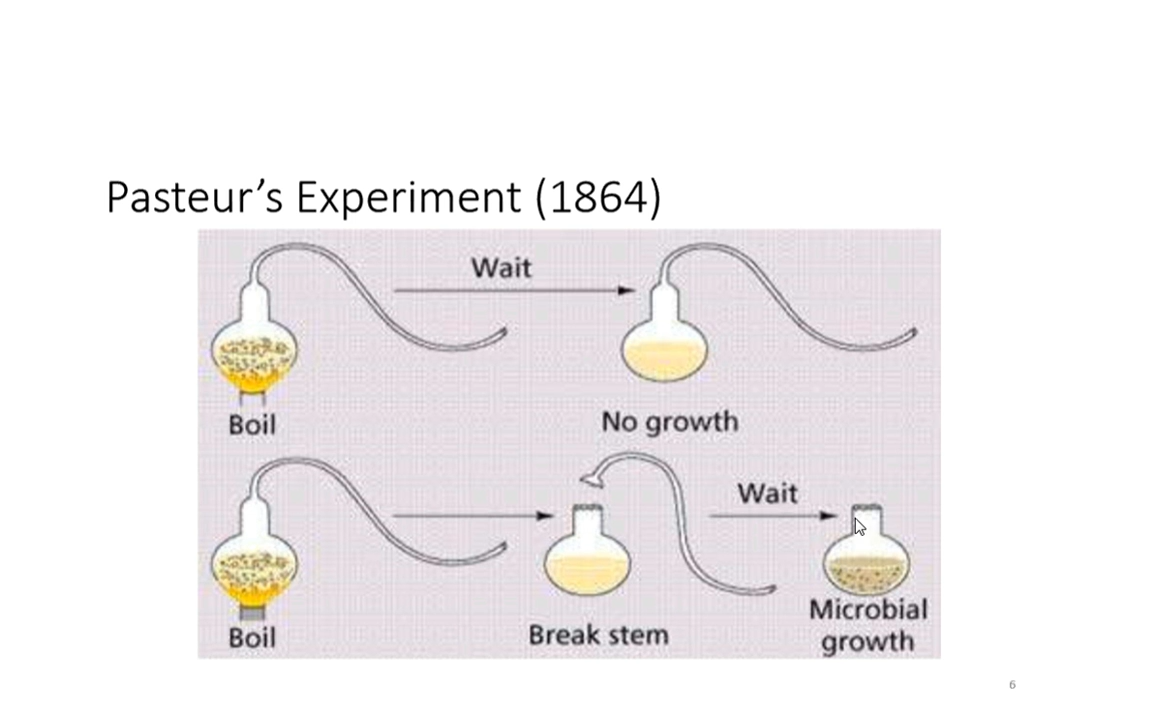 Pasteur’s Experiment (1864)
Wait
Boil
No growth
Wait
Boil
Break stem
Microbial
growth
6